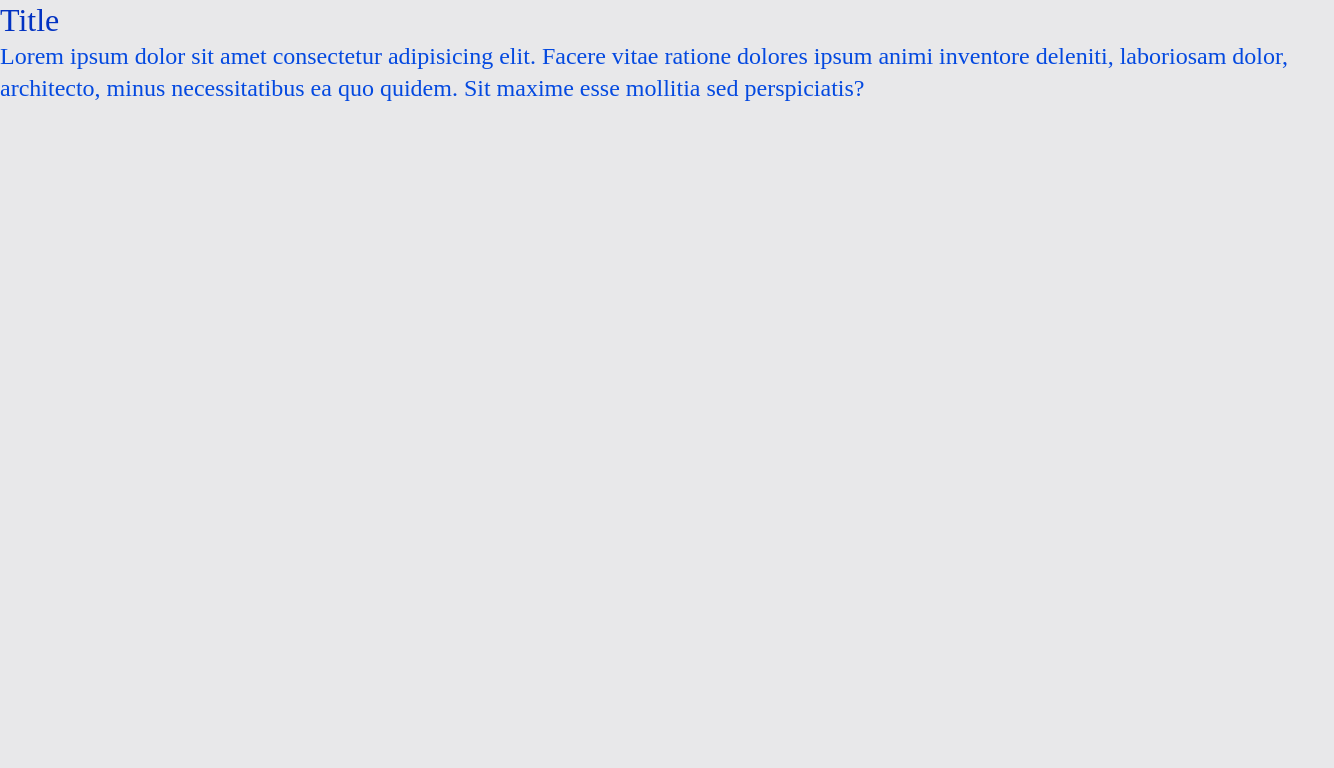 Title
Lorem ipsum dolor sit amet consectetur adipisicing elit. Facere vitae ratione dolores ipsum animi inventore deleniti, laboriosam dolor,
architecto, minus necessitatibus ea quo quidem. Sit maxime esse mollitia sed perspiciatis?